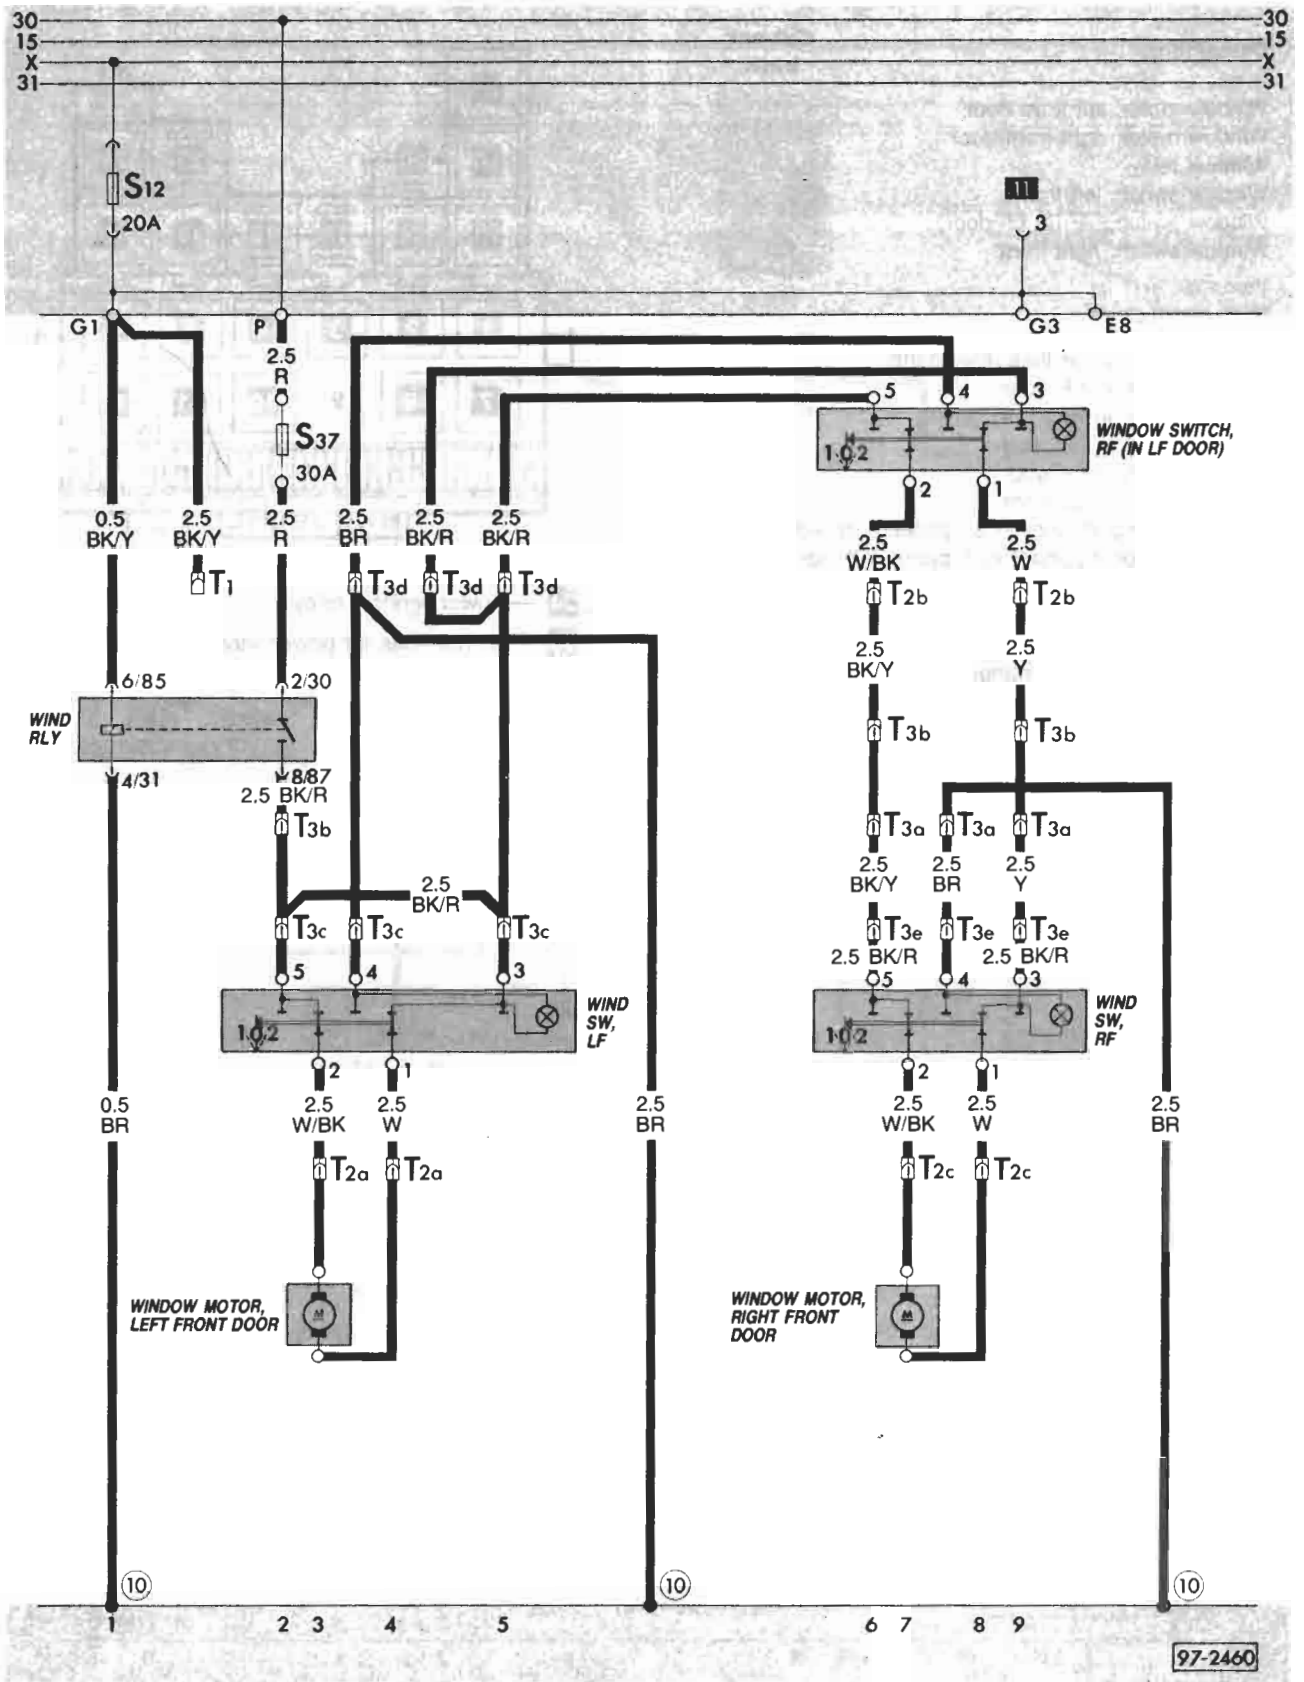 30 30
15 15
X X
31 31
S12
20A
11
3
G1 P G3 E8
2.5
R
S37
30A
5 4 3
WINDOW SWITCH,
RF (IN LF DOOR)
1 0 2
2 1
0.5 2.5 2.5 2.5 2.5 2.5
BK/Y BK/Y R BR BK/R BK/R
2.5 2.5
W/BK W
T1 T3d T3d T3d T2b T2b
2.5 2.5
BK/Y Y
6/85 2/30
WIND
RLY
T3b T3b
4/31 8/87
2.5 BK/R
T3b T3a T3a T3a
2.5 2.5 2.5 2.5
BK/R BK/Y BR Y
T3c T3c T3c T3e T3e T3e
2.5 BK/R 2.5 BK/R
5 4 3 5 4 3
WIND
SW,
LF
WIND
SW,
RF
1 0 2 1 0 2
2 1 2 1
0.5 2.5 2.5 2.5 2.5 2.5 2.5
BR W/BK W BR W/BK W BR
T2a T2a T2c T2c
WINDOW MOTOR,
LEFT FRONT DOOR
M
WINDOW MOTOR,
RIGHT FRONT
DOOR
M
10 10 10
1 2 3 4 5 6 7 8 9
97-2460